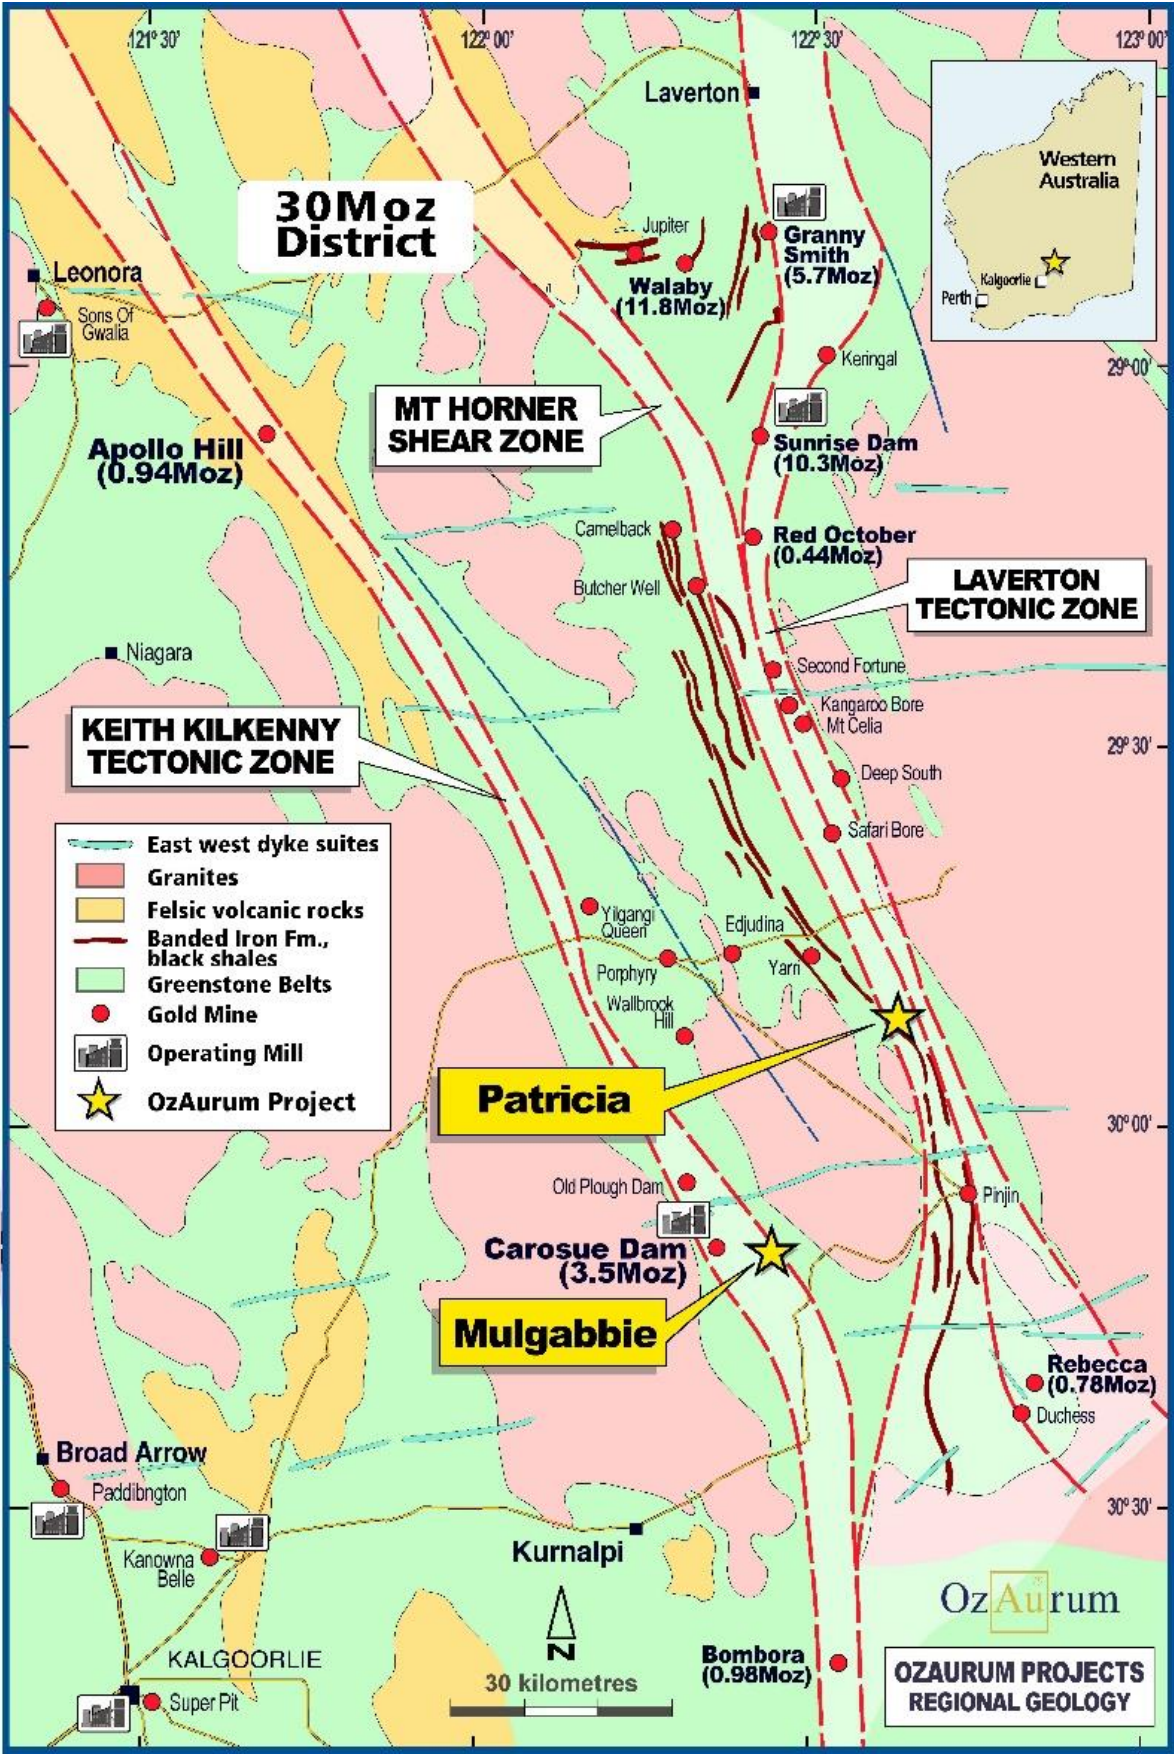 121° 30'
122° 00'
122° 30'
123° 00'
Laverton
Western
Australia
Kalgoorlie
Perth
30Moz
District
Jupiter
Granny
Smith
(5.7Moz)
Walaby
(11.8Moz)
Leonora
Sons Of
Gwalia
Keringal
29° 00'
MT HORNER
SHEAR ZONE
Apollo Hill
(0.94Moz)
Sunrise Dam
(10.3Moz)
Camelback
Red October
(0.44Moz)
Butcher Well
LAVERTON
TECTONIC ZONE
Niagara
Second Fortune
Kangaroo Bore
Mt Celia
KEITH KILKENNY
TECTONIC ZONE
29° 30'
Deep South
Safari Bore
East west dyke suites
Granites
Felsic volcanic rocks
Banded Iron Fm.,
black shales
Greenstone Belts
Gold Mine
Operating Mill
OzAurum Project
Yilgangi
Queen
Edjudina
Porphyry
Yarri
Wallbrook
Hill
Patricia
30° 00'
Old Plough Dam
Pinjin
Carosue Dam
(3.5Moz)
Mulgabbie
Rebecca
(0.78Moz)
Duchess
Broad Arrow
Paddibngton
30° 30'
Kanowna
Belle
Kurnalpi
N
30 kilometres
OzAurum
KALGOORLIE
Super Pit
Bombora
(0.98Moz)
OZAURUM PROJECTS
REGIONAL GEOLOGY